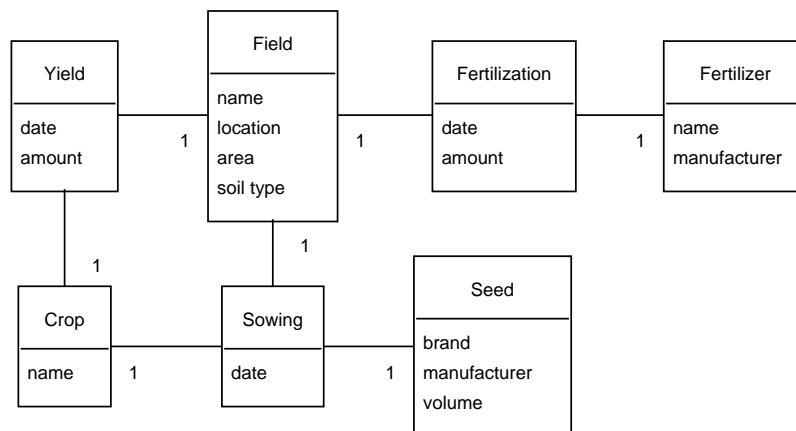 Yield
date
amount
1
Field
name
location
area
soil type
1
Fertilization
date
amount
1
Fertilizer
name
manufacturer
1
1
Crop
name
1
Sowing
date
1
Seed
brand
manufacturer
volume